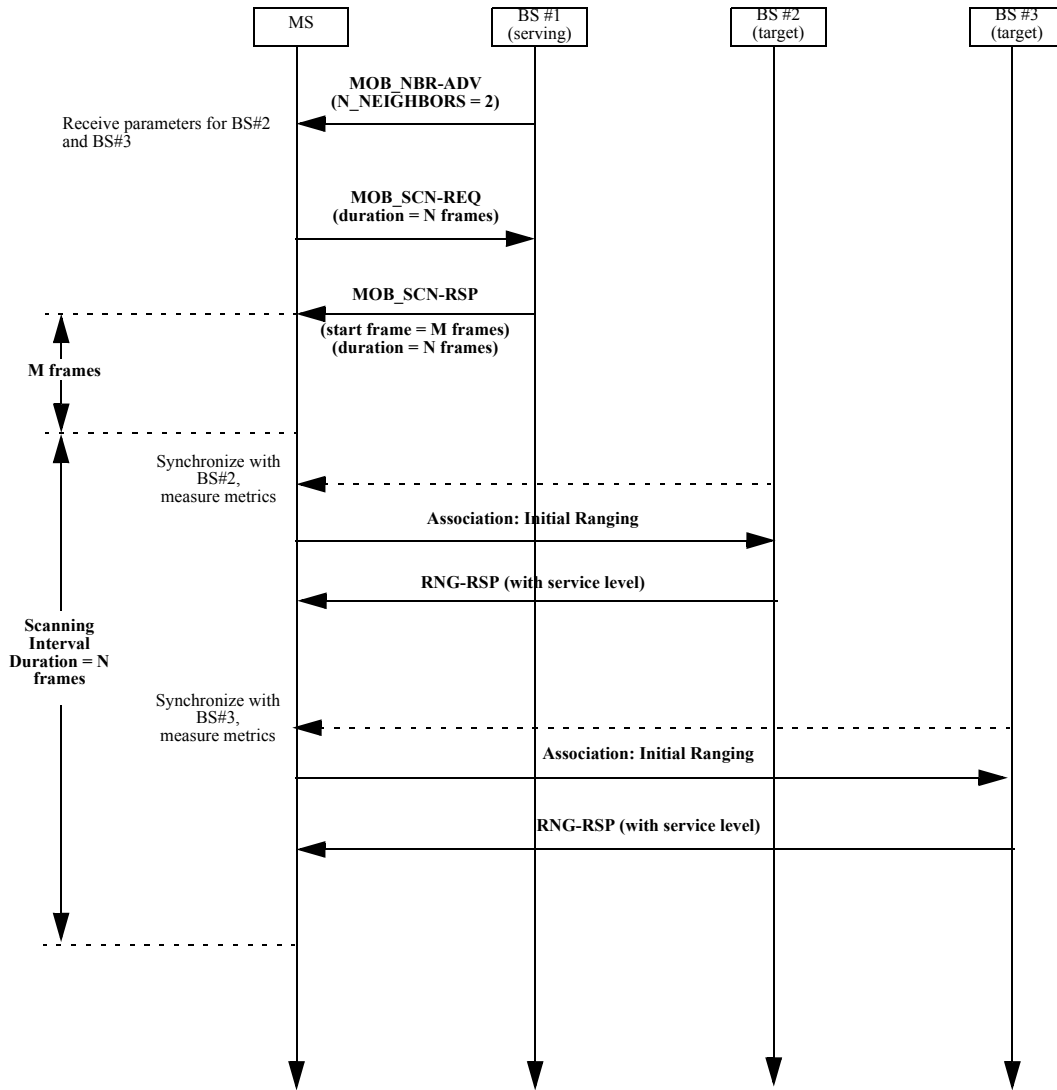 MS
BS #1
(serving)
BS #2
(target)
BS #3
(target)
MOB_NBR-ADV
(N_NEIGHBORS = 2)
Receive parameters for BS#2
and BS#3
MOB_SCN-REQ
(duration = N frames)
MOB_SCN-RSP
(start frame = M frames)
(duration = N frames)
M frames
Synchronize with
BS#2,
measure metrics
Association: Initial Ranging
RNG-RSP (with service level)
Scanning
Interval
Duration = N
frames
Synchronize with
BS#3,
measure metrics
Association: Initial Ranging
RNG-RSP (with service level)